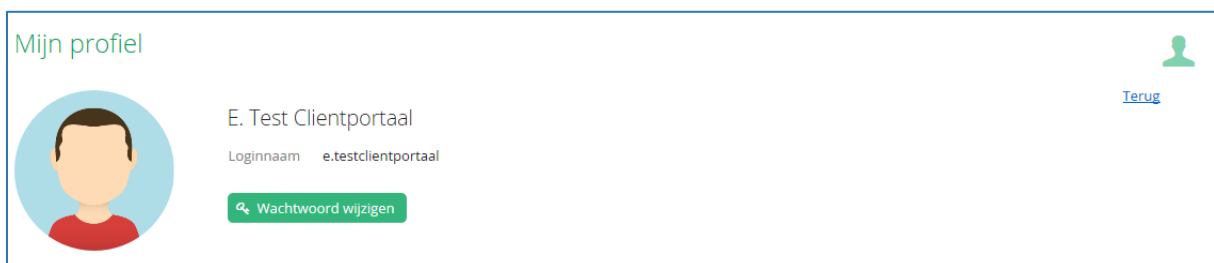 Mijn profiel
Terug
E. Test Clientportaal
Loginnaam e.testclientportaal
Wachtwoord wijzigen